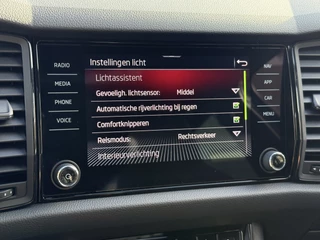 Instellingen licht
RADIO
MEDIA
PHONE
VOICE
Lichtassistent
Gevoeligh. lichtsensor: Middel
Automatische rijverlichting bij regen
Comfortknipperen
Reismodus: Rechtsverkeer
Interieurverlichting
NAV
APP
CAR
MENU